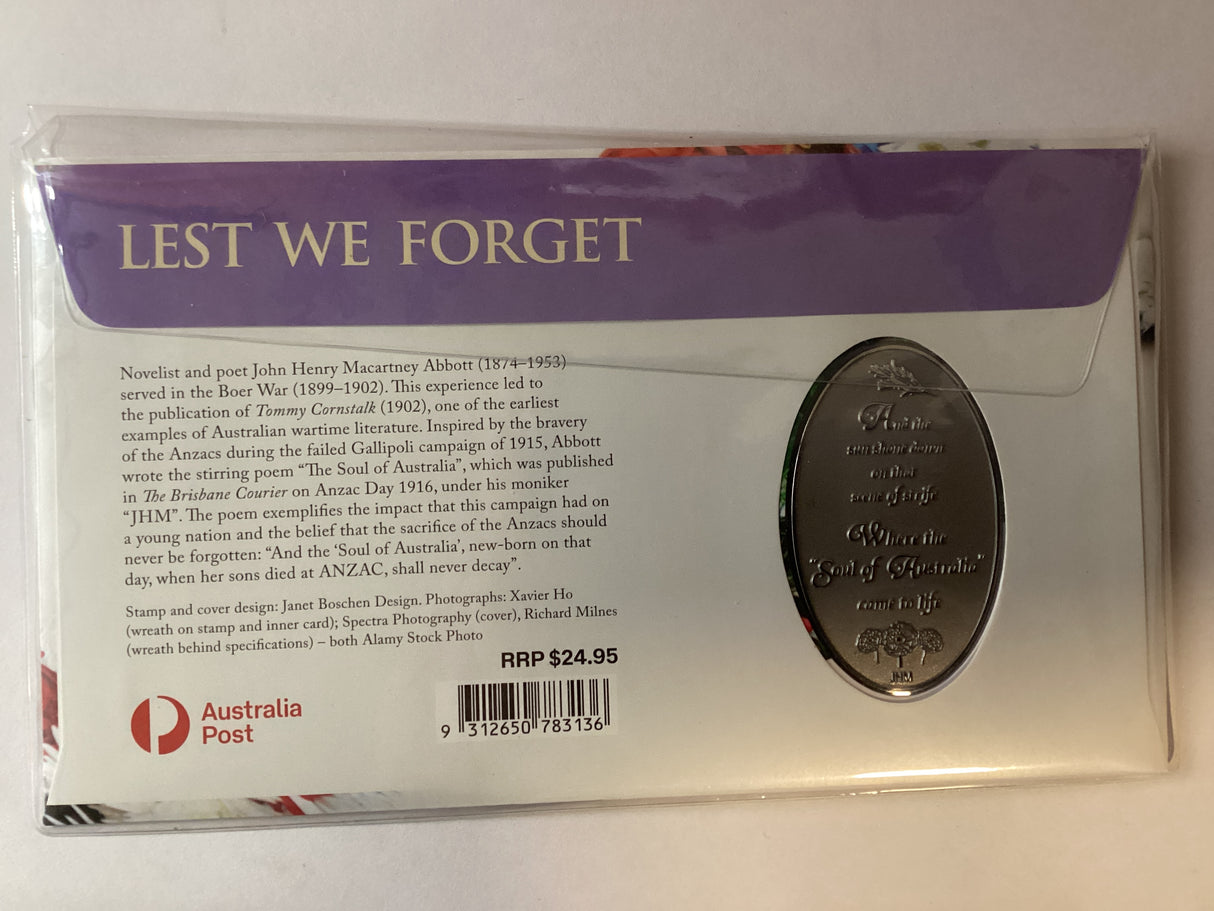 LEST WE FORGET
Novelist and poet John Henry Macartney Abbott (1874–1953)
served in the Boer War (1899–1902). This experience led to
the publication of Tommy Cornstalk (1902), one of the earliest
examples of Australian wartime literature. Inspired by the bravery
of the Anzacs during the failed Gallipoli campaign of 1915, Abbott
wrote the stirring poem “The Soul of Australia”, which was published
in The Brisbane Courier on Anzac Day 1916, under his moniker
“JHM”. The poem exemplifies the impact that this campaign had on
a young nation and the belief that the sacrifice of the Anzacs should
never be forgotten: “And the ‘Soul of Australia’, new-born on that
day, when her sons died at ANZAC, shall never decay”.
Stamp and cover design: Janet Boschen Design. Photographs: Xavier Ho
(wreath on stamp and inner card); Spectra Photography (cover), Richard Milnes
(wreath behind specifications) – both Alamy Stock Photo
RRP $24.95
Australia
Post
9 312650 783136
And the
sun shone down
on that
scene of strife
Where the
“Soul of Australia”
come to life
JHM